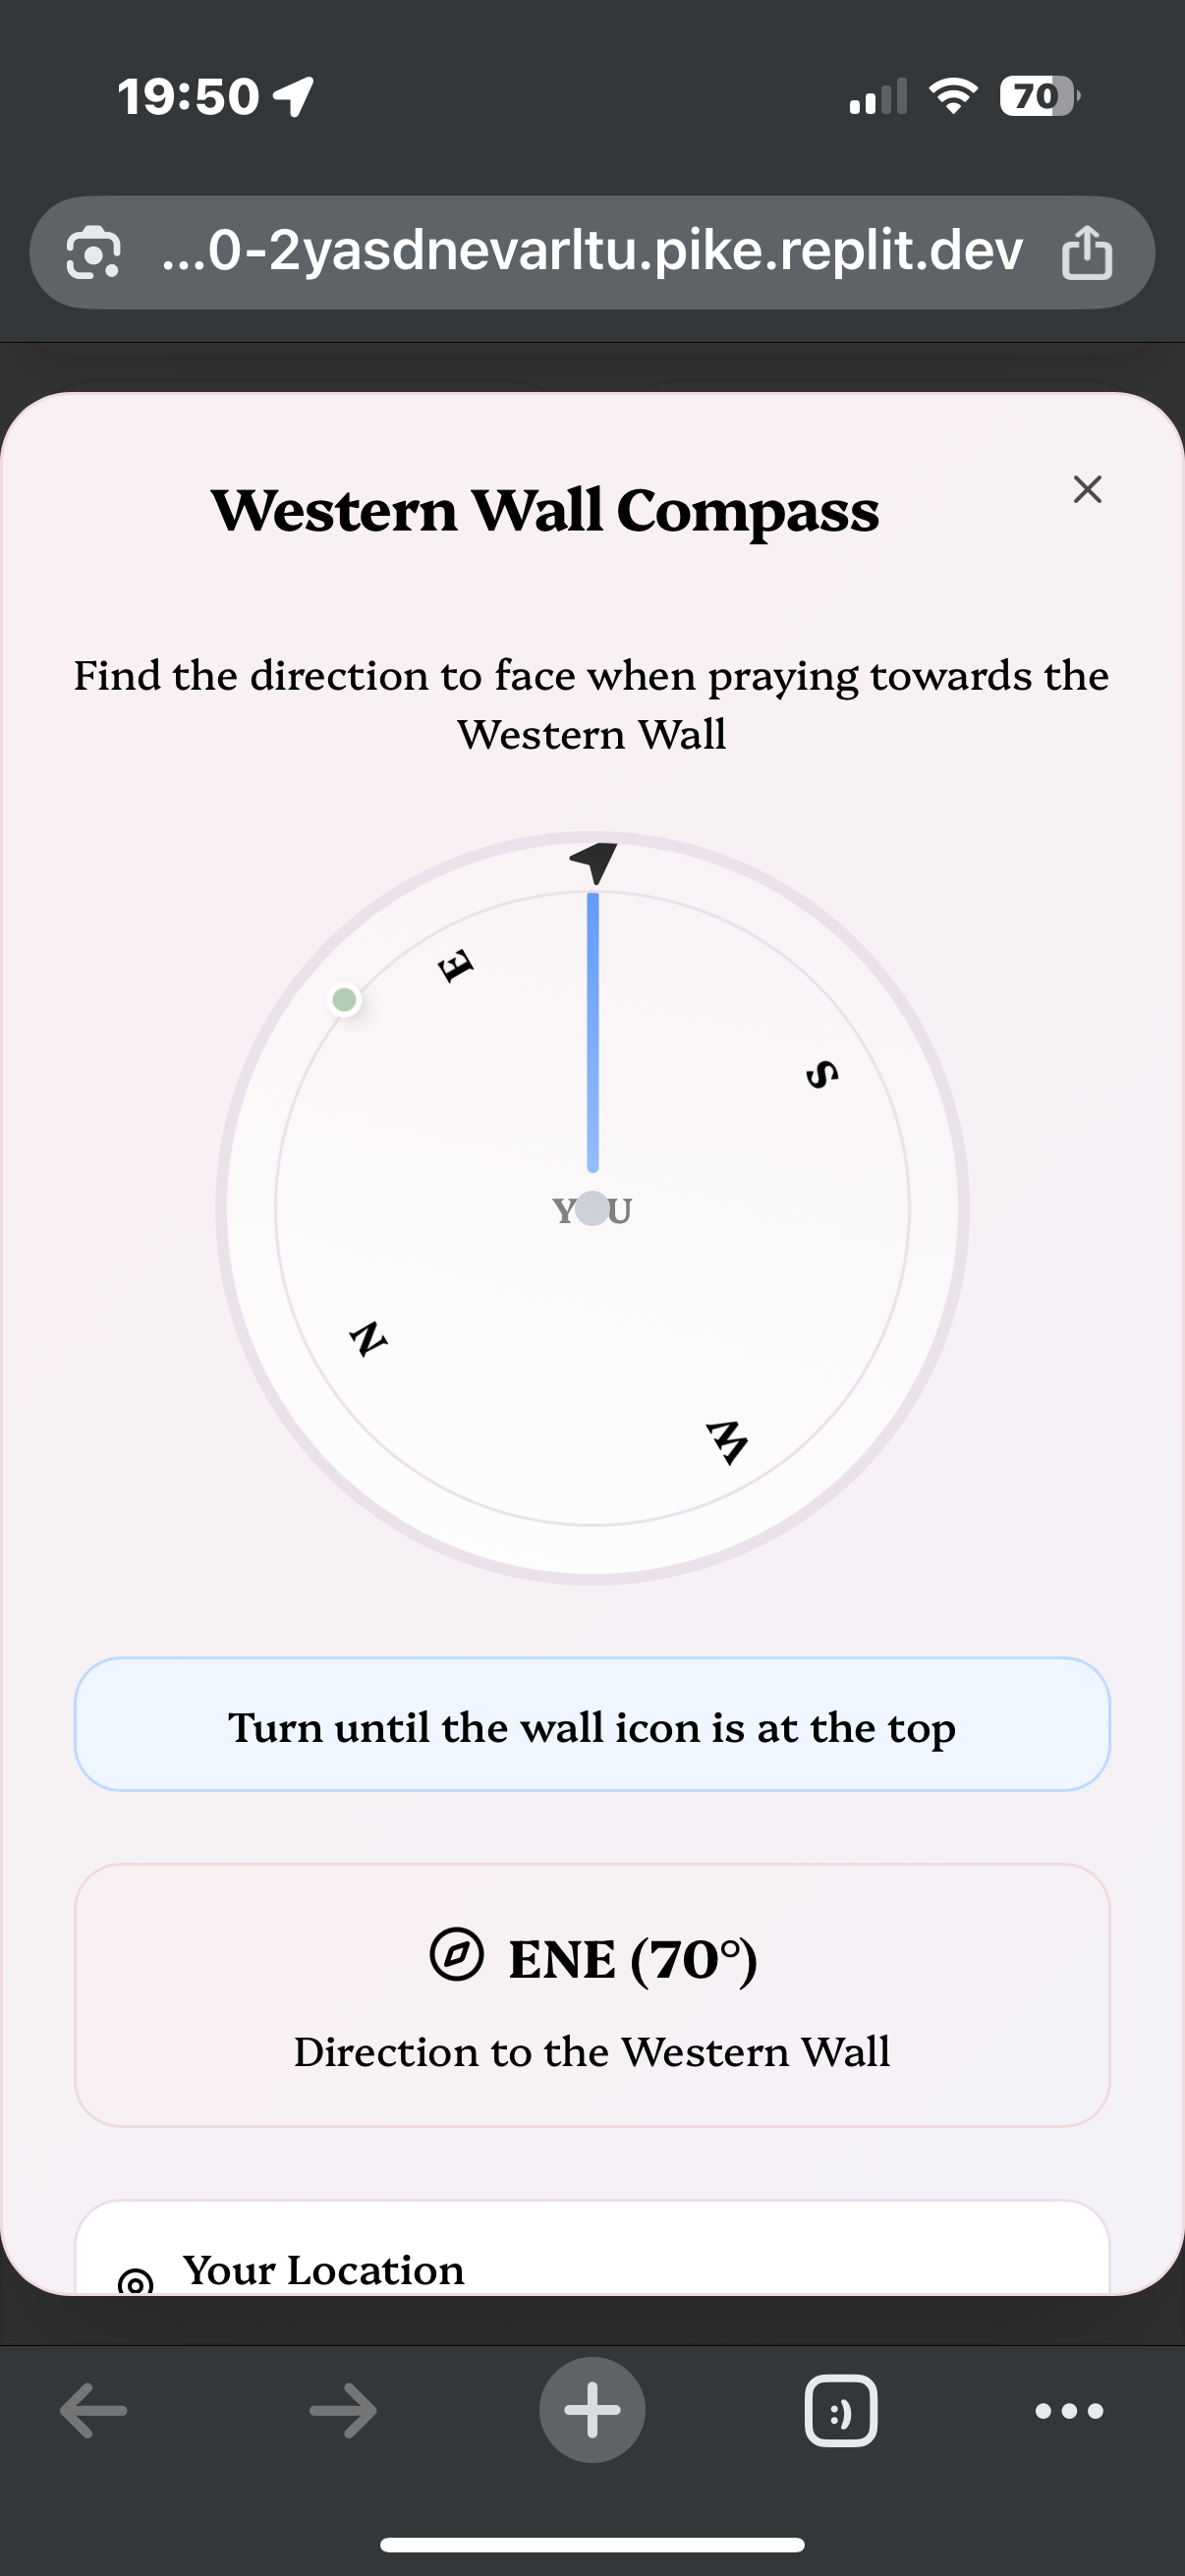 19:50
70
...0-2yasdnevarltu.pike.replit.dev
Western Wall Compass
Find the direction to face when praying towards the
Western Wall
E
S
YOU
N
W
Turn until the wall icon is at the top
ENE (70°)
Direction to the Western Wall
Your Location
:)